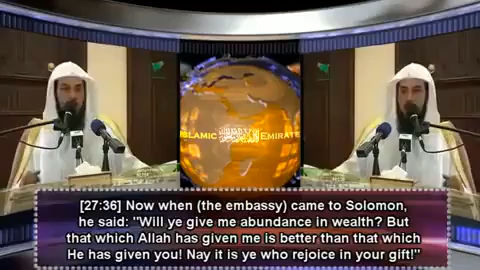 ISLAMIC EMIRATE
[27:36] Now when (the embassy) came to Solomon,
he said: "Will ye give me abundance in wealth? But
that which Allah has given me is better than that which
He has given you! Nay it is ye who rejoice in your gift!"